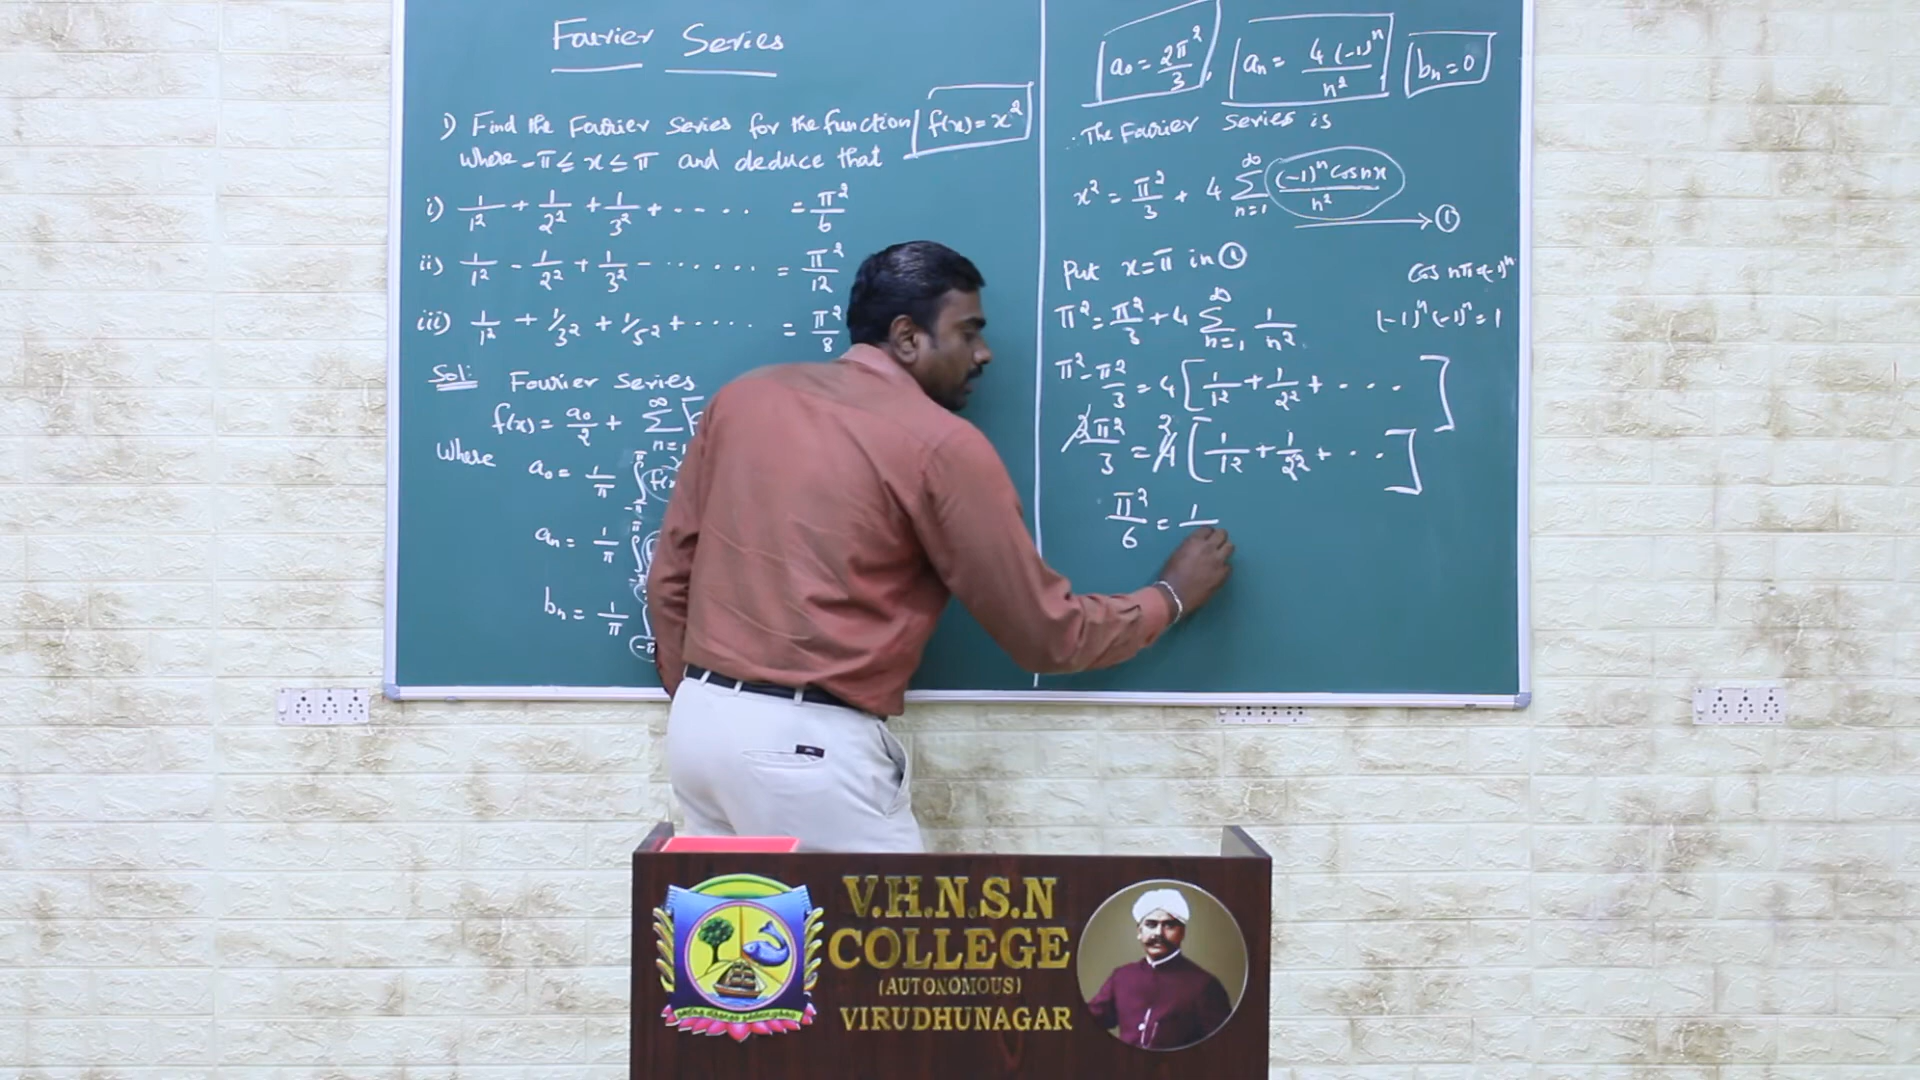 Fourier Series
1) Find the Fourier Series for the function f(x) = x²
where -π ≤ x ≤ π and deduce that
i) 1/1² + 1/2² + 1/3² + ----. = π²/6
ii) 1/1² - 1/2² + 1/3² - ....... = π²/12
iii) 1/1² + 1/3² + 1/5² + ..... = π²/8
Sol: Fourier series
f(x) = a₀/2 + ∞ Σ n=1
Where a₀ = 1/π ∫ -π π f(x
aₙ = 1/π ∫ -π π
bₙ = 1/π ∫ -π
a₀ = 2π²/3, aₙ = 4(-1)ⁿ/n² bₙ = 0
∴ The Fourier Series is
x² = π²/3 + 4 ∞ Σ n=1 (-1)ⁿ cosnx/n² → ①
Put x = π in ① cos nπ = (-1)ⁿ
π² = π²/3 + 4 ∞ Σ n=1 1/n² (-1)ⁿ(-1)ⁿ = 1
π² - π²/3 = 4 [1/1² + 1/2² + ....]
2π²/3 = 4 2 [1/1² + 1/2² + ...]
π²/6 = 1
V.H.N.S.N
COLLEGE
(AUTONOMOUS)
VIRUDHUNAGAR